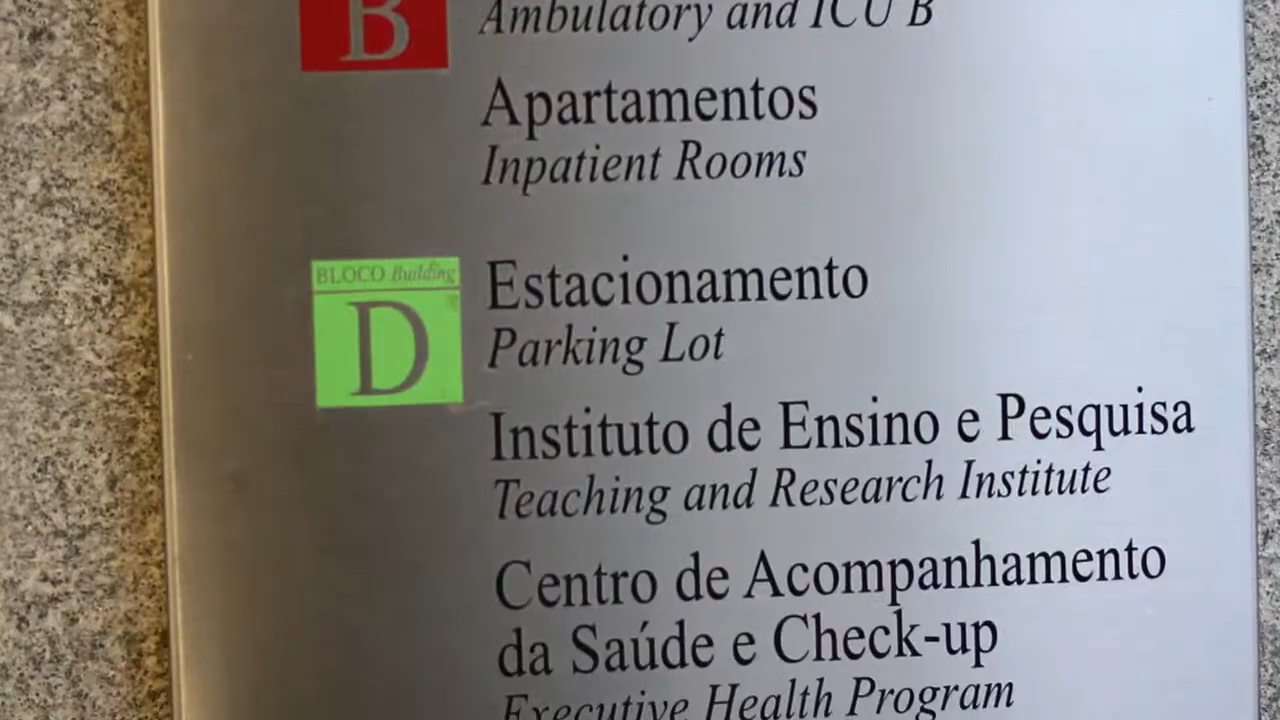 B
Ambulatory and ICU B
Apartamentos
Inpatient Rooms
BLOCO Building
D
Estacionamento
Parking Lot
Instituto de Ensino e Pesquisa
Teaching and Research Institute
Centro de Acompanhamento
da Saúde e Check-up
Executive Health Program